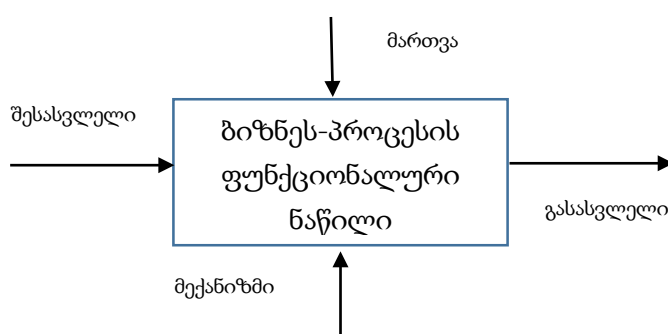 მართვა
შესასვლელი
ბიზნეს-პროცესის
ფუნქციონალური
ნაწილი
გასასვლელი
მექანიზმი